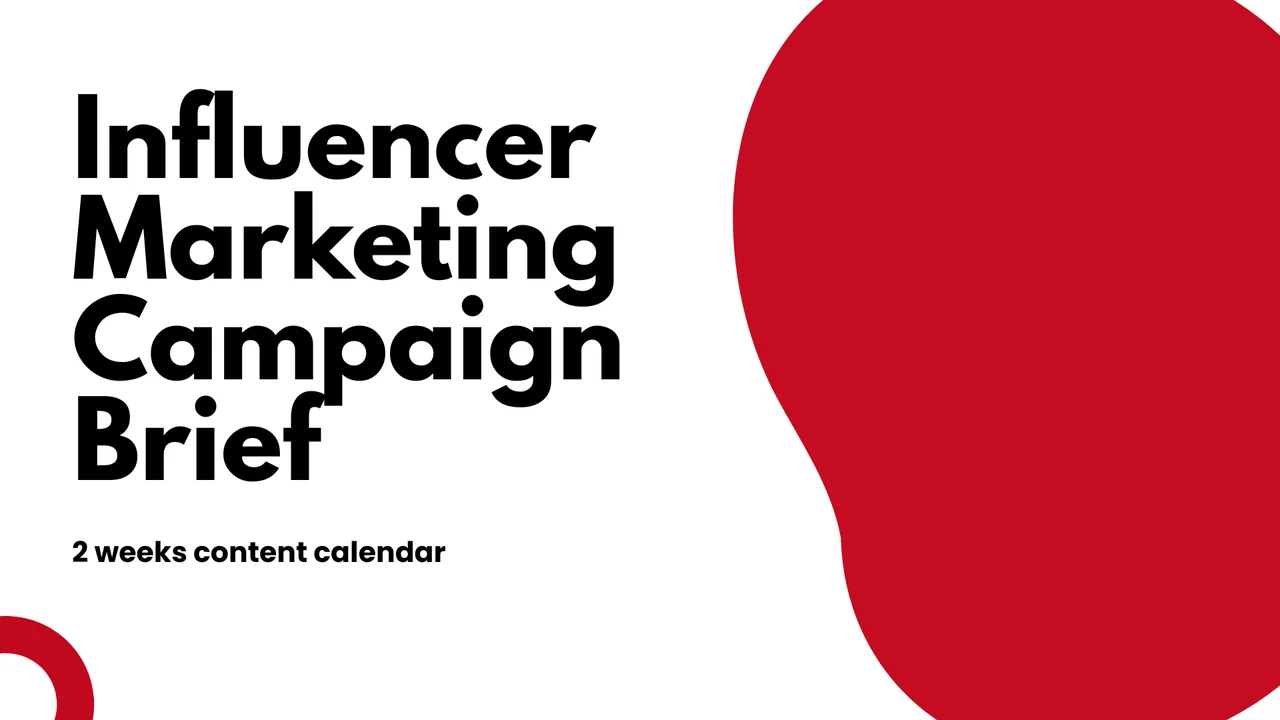 Influencer
Marketing
Campaign
Brief
2 weeks content calendar